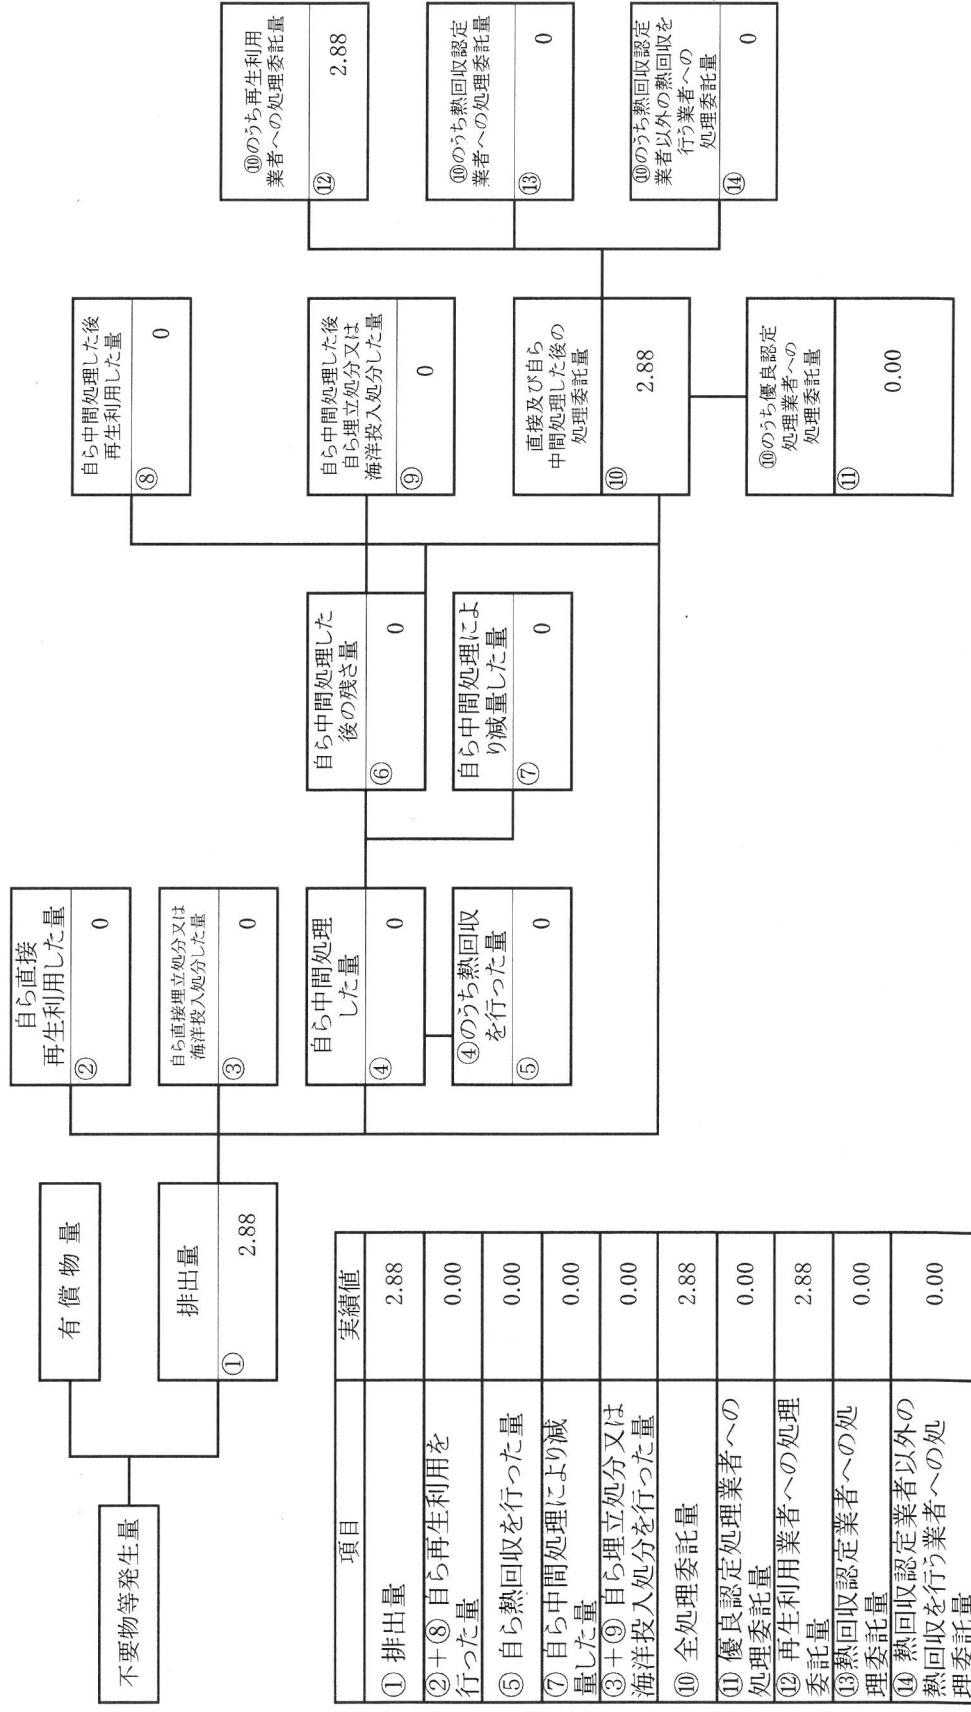 不要物等発生量
有償物量
排出量
① 2.88
自ら直接
再生利用した量
② 0
自ら直接埋立処分又は
海洋投入処分した量
③ 0
自ら中間処理
した量
④ 0
④のうち熱回収
を行った量
⑤ 0
自ら中間処理した
後の残さ量
⑥ 0
自ら中間処理によ
り減量した量
⑦ 0
自ら中間処理した後
再生利用した量
⑧ 0
自ら中間処理した後
自ら埋立処分又は
海洋投入処分した量
⑨ 0
直接及び自ら
中間処理した後の
処理委託量
⑩ 2.88
⑩のうち優良認定
処理業者への
処理委託量
⑪ 0.00
⑩のうち再生利用
業者への処理委託量
⑫ 2.88
⑩のうち熱回収認定
業者への処理委託量
⑬ 0
⑩のうち熱回収認定
業者以外の熱回収を
行う業者への
処理委託量
⑭ 0
項目 実績値
① 排出量 2.88
②+⑧ 自ら再生利用を
行った量 0.00
⑤ 自ら熱回収を行った量 0.00
⑦ 自ら中間処理により減
量した量 0.00
③+⑨ 自ら埋立処分又は
海洋投入処分を行った量 0.00
⑩ 全処理委託量 2.88
⑪ 優良認定処理業者への
処理委託量 0.00
⑫ 再生利用業者への処理
委託量 2.88
⑬熱回収認定業者への処
理委託量 0.00
⑭ 熱回収認定業者以外の
熱回収を行う業者への処
理委託量 0.00